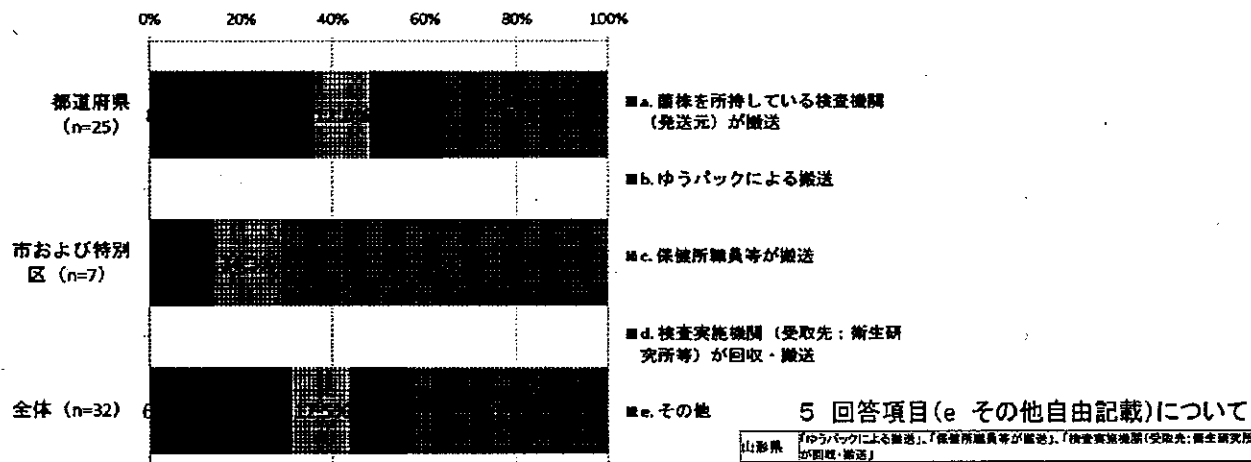 0% 20% 40% 60% 80% 100%
都道府県
(n=25)
市および特別
区 (n=7)
全体 (n=32)
a. 菌株を所持している検査機関
(発送元)が搬送
b. ゆうパックによる搬送
c. 保健所職員等が搬送
d. 検査実施機関(受取先:衛生研
究所等)が回収・搬送
e. その他
5 回答項目(e その他自由記載)について
山形県
「ゆうパックによる搬送」、「保健所職員等が搬送」、「検査実施機関(受取先:衛生研究所
が回収・搬送」